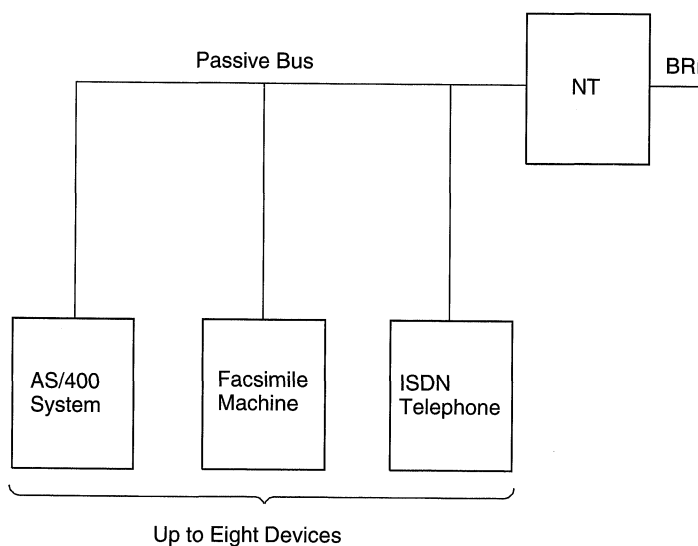 Passive Bus
NT
AS/400
System
Facsimile
Machine
ISDN
Telephone
Up to Eight Devices